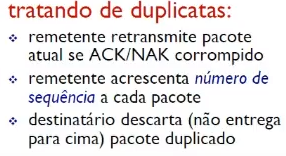 tratando de duplicatas:
❖ remetente retransmite pacote
atual se ACK/NAK corrompido
❖ remetente acrescenta número de
sequência a cada pacote
❖ destinatário descarta (não entrega
para cima) pacote duplicado